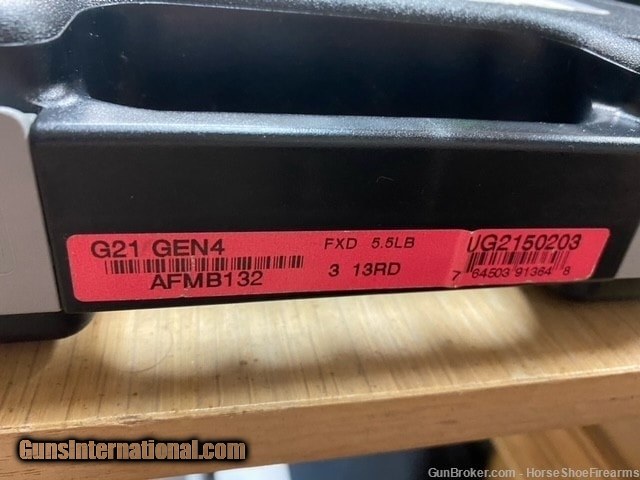 G21 GEN4
FXD 5.5LB
UG2150203
AFMB132
3 13RD
7 64503 91364 8
GunsInternational.com
GunBroker.com - HorseShoeFirearms